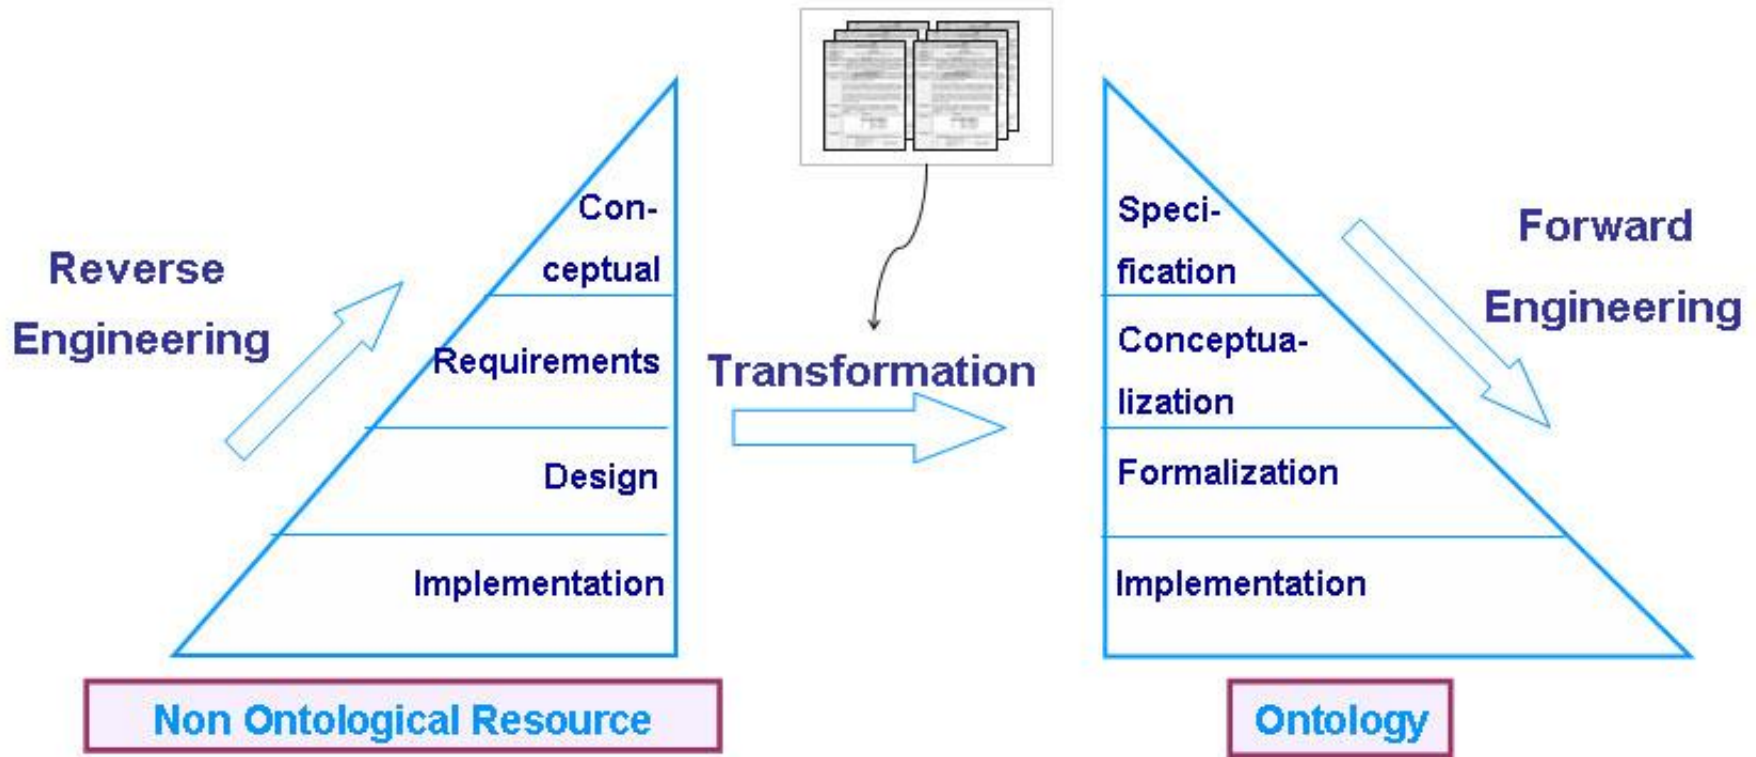 Reverse
Engineering
Con-
ceptual
Requirements
Design
Implementation
Non Ontological Resource
Transformation
Speci-
fication
Conceptua-
lization
Formalization
Implementation
Ontology
Forward
Engineering